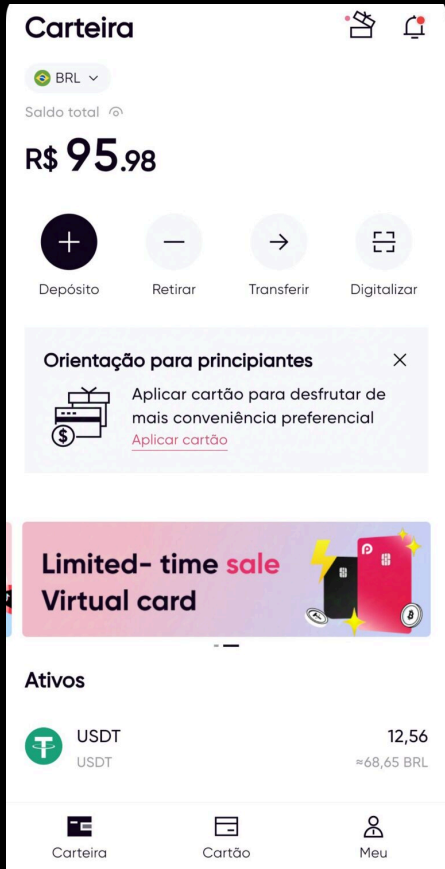 Carteira
BRL
Saldo total
R$ 95.98
Depósito
Retirar
Transferir
Digitalizar
Orientação para principiantes
Aplicar cartão para desfrutar de
mais conveniência preferencial
Aplicar cartão
Limited- time sale
Virtual card
Ativos
USDT
12,56
USDT
≈68,65 BRL
Carteira
Cartão
Meu